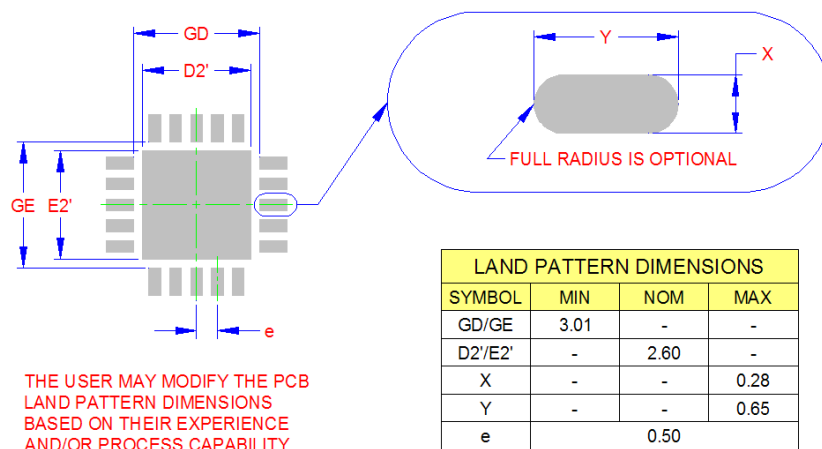 GD
D2'
GE
E2'
e
Y
X
FULL RADIUS IS OPTIONAL
THE USER MAY MODIFY THE PCB
LAND PATTERN DIMENSIONS
BASED ON THEIR EXPERIENCE
AND/OR PROCESS CAPABILITY
LAND PATTERN DIMENSIONS
SYMBOL MIN NOM MAX
GD/GE 3.01 - -
D2'/E2' - 2.60 -
X - - 0.28
Y - - 0.65
e 0.50